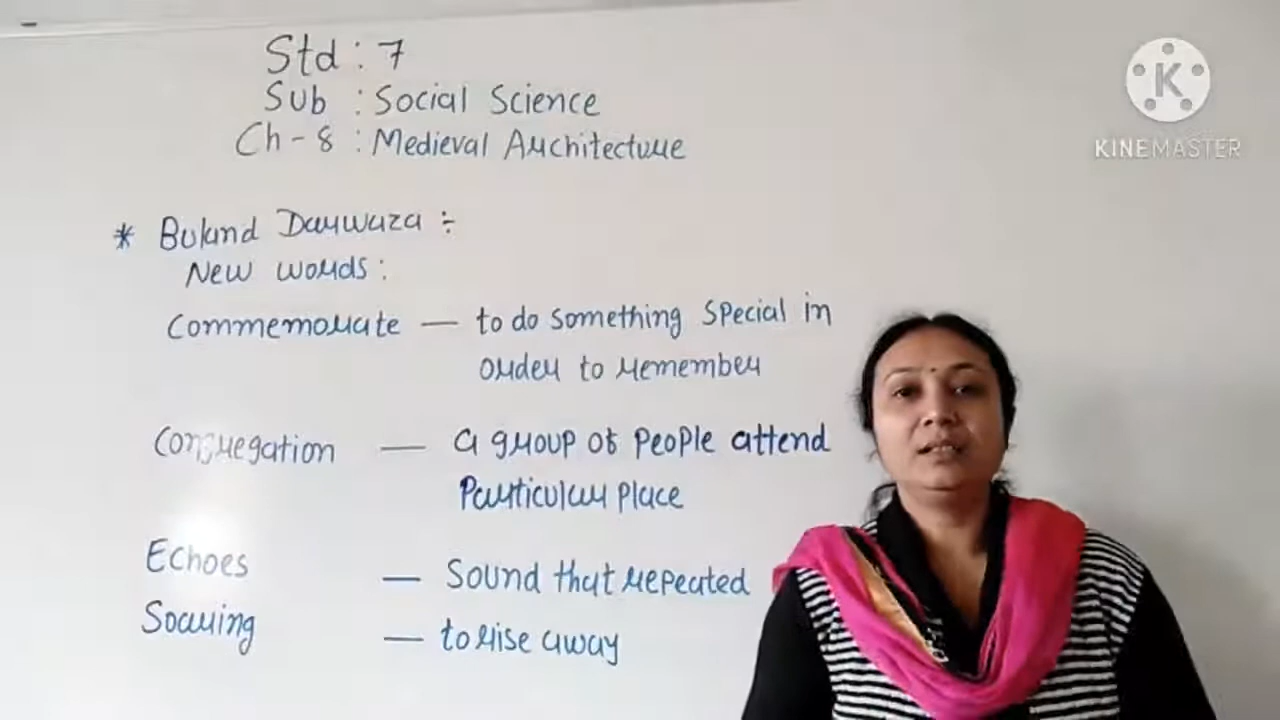 Std : 7
Sub : Social Science
Ch-8 : Medieval Architecture
* Buland Darwaza :-
New words :
Commemorate — to do something special in
order to remember
Congregation — a group of people attend
Particular place
Echoes — Sound that repeated
Soaring — to rise away
K
KINEMASTER